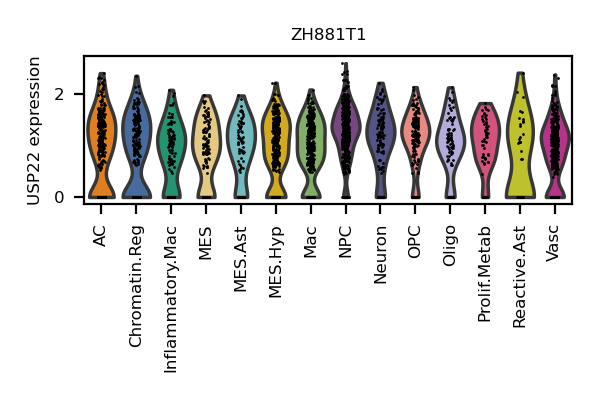 ZH881T1
USP22 expression
2
0
AC
Chromatin.Reg
Inflammatory.Mac
MES
MES.Ast
MES.Hyp
Mac
NPC
Neuron
OPC
Oligo
Prolif.Metab
Reactive.Ast
Vasc